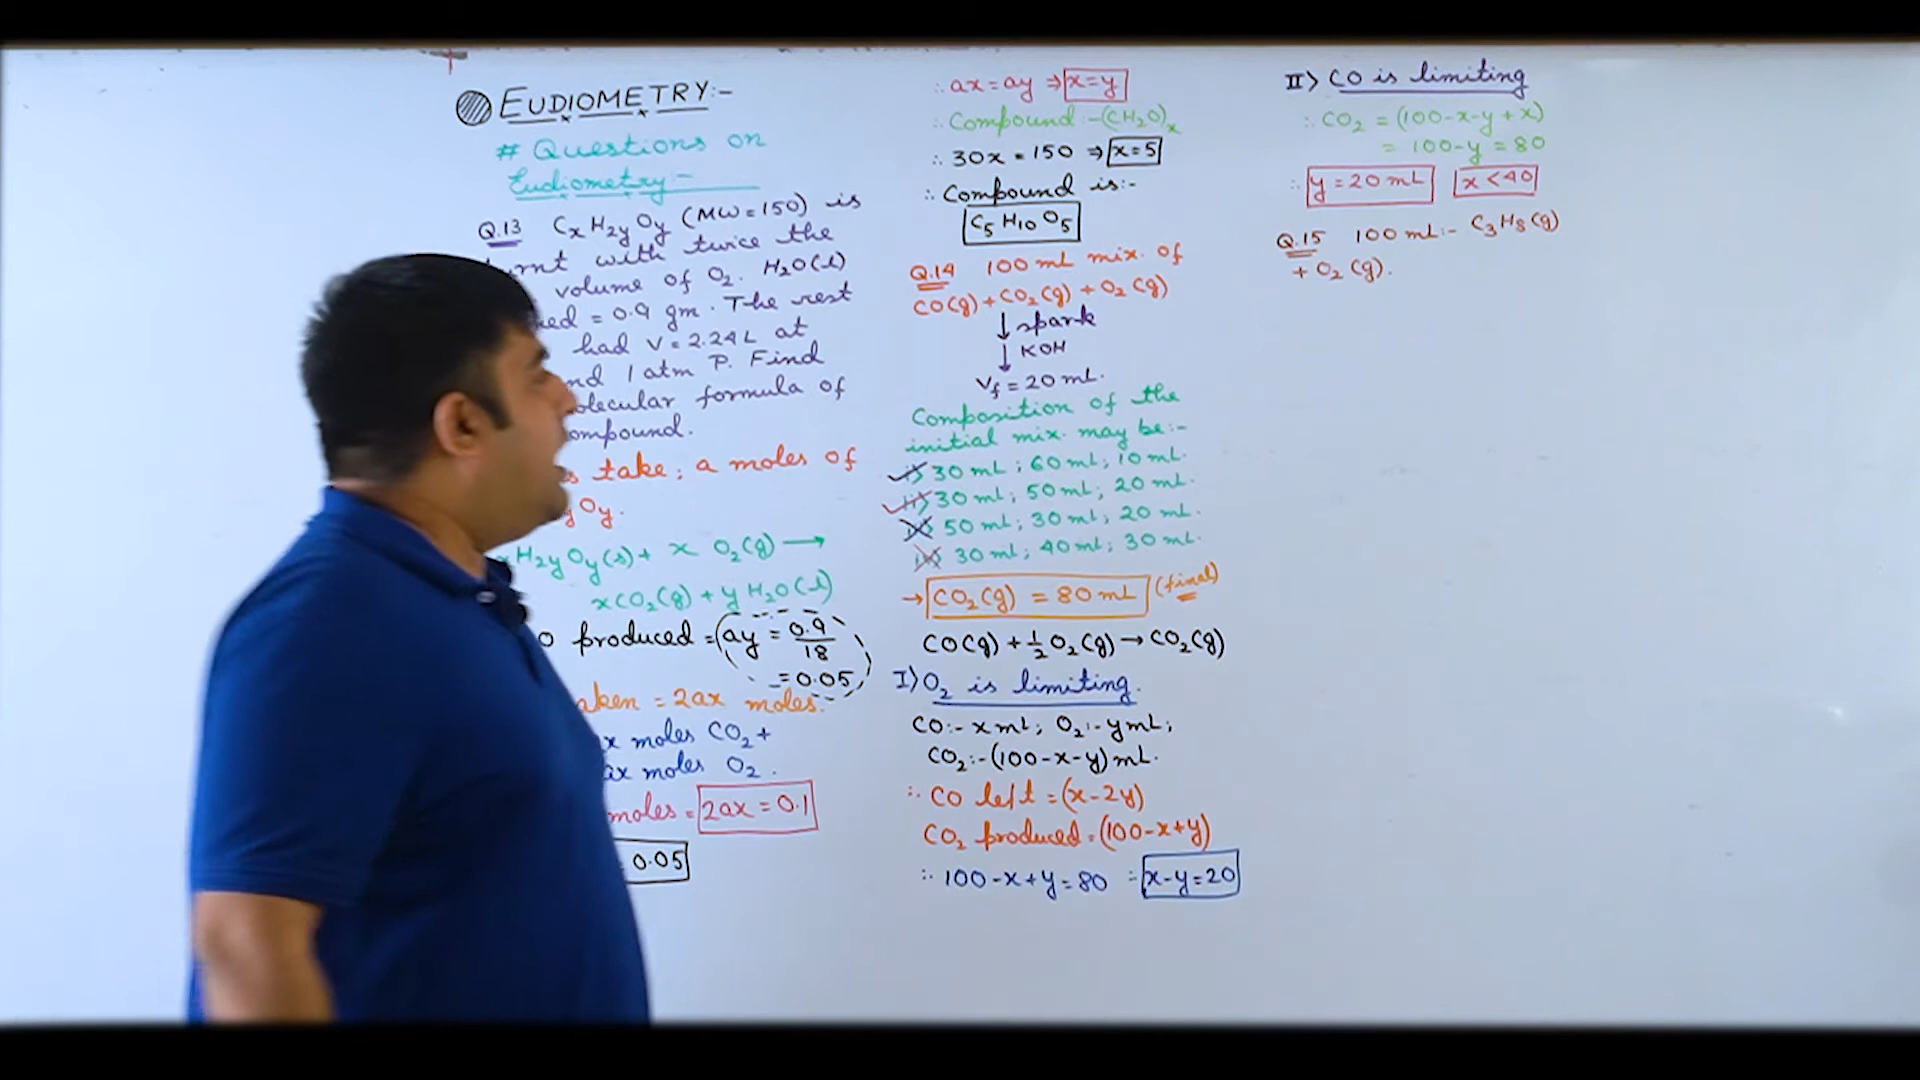 EUDIOMETRY:-
# Questions on
Eudiometry:-
Q.13 CxH2yOy (MW=150) is
burnt with twice the
volume of O2. H2O(l)
= 0.9 gm. The rest
had V = 2.24L at
and 1 atm P. Find
molecular formula of
compound.
take; a moles of
Oy.
H2yOy(s) + x O2(g) →
xCO2(g) + y H2O(l)
produced = ay = 0.9/18
= 0.05
taken = 2ax moles.
x moles CO2 +
ax moles O2.
moles = 2ax = 0.1
0.05
∴ ax = ay ⇒ x=y
∴ Compound :-(CH2O)x
∴ 30x = 150 ⇒ x=5
∴ Compound is:-
C5H10O5
Q.14 100 ml mix. of
CO(g) + CO2(g) + O2(g)
↓ spark
↓ KOH
Vf = 20 mL.
Composition of the
initial mix. may be:-
i) 30 mL; 60 mL; 10 mL.
ii) 30 mL; 50 mL; 20 mL.
50 mL; 30 mL; 20 mL.
30 mL; 40 mL; 30 mL.
→ CO2(g) = 80 mL (final)
CO(g) + 1/2 O2(g) → CO2(g)
I) O2 is limiting.
CO:- x mL; O2:- y mL;
CO2:- (100-x-y) mL.
∴ CO left = (x-2y)
CO2 produced = (100-x+y)
∴ 100-x+y = 80 ∴ x-y=20
II) CO is limiting
∴ CO2 = (100-x-y+x)
= 100-y = 80
∴ y = 20 mL x < 40
Q.15 100 mL:- C3H8(g)
+ O2(g).